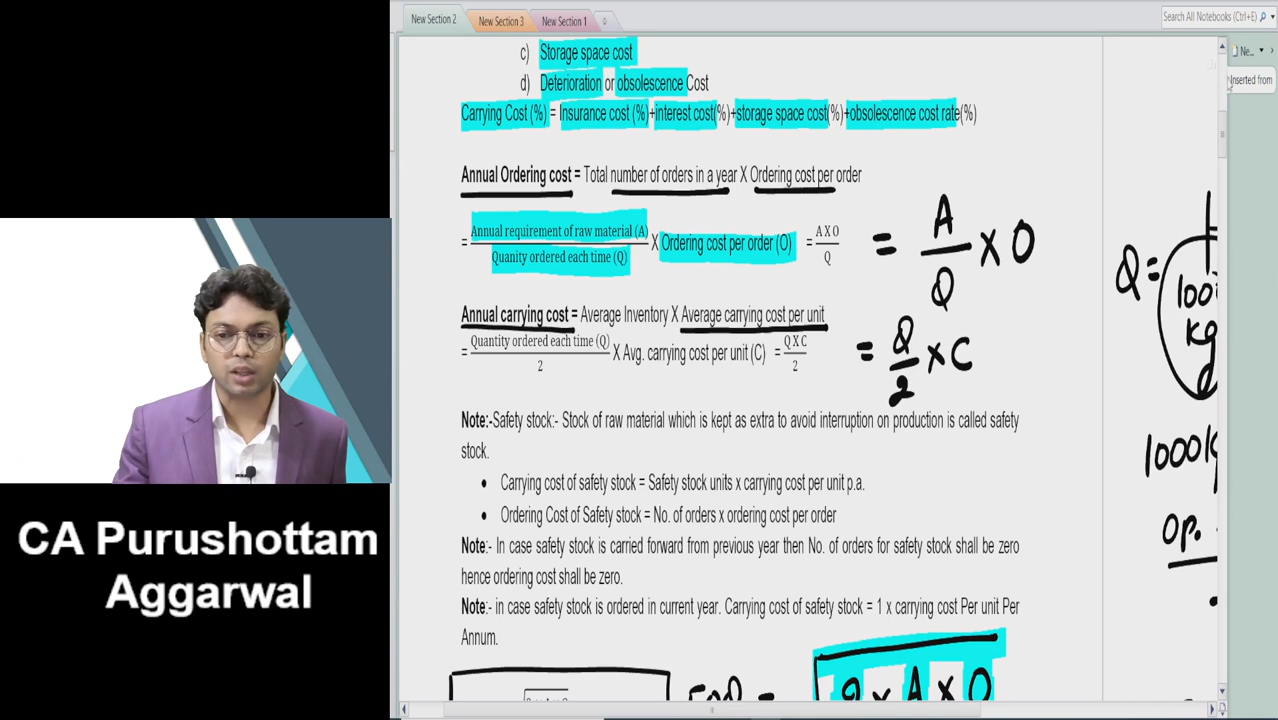 New Section 2
New Section 3
New Section 1
Search All Notebooks (Ctrl+E)
Ne...
Inserted from
c) Storage space cost
d) Deterioration or obsolescence Cost
Carrying Cost (%) = Insurance cost (%)+interest cost(%)+storage space cost(%)+obsolescence cost rate(%)
Annual Ordering cost = Total number of orders in a year X Ordering cost per order
= Annual requirement of raw material (A) / Quanity ordered each time (Q) X Ordering cost per order (O) = A X O / Q
= A / Q × O
Annual carrying cost = Average Inventory X Average carrying cost per unit
= Quantity ordered each time (Q) / 2 X Avg. carrying cost per unit (C) = Q X C / 2
= Q / 2 × C
Q =
100
kg
1000 k
op.
Note:-Safety stock:- Stock of raw material which is kept as extra to avoid interruption on production is called safety
stock.
• Carrying cost of safety stock = Safety stock units x carrying cost per unit p.a.
• Ordering Cost of Safety stock = No. of orders x ordering cost per order
Note:- In case safety stock is carried forward from previous year then No. of orders for safety stock shall be zero
hence ordering cost shall be zero.
Note:- in case safety stock is ordered in current year. Carrying cost of safety stock = 1 x carrying cost Per unit Per
Annum.
EOQ = 2 × A × O
CA Purushottam
Aggarwal